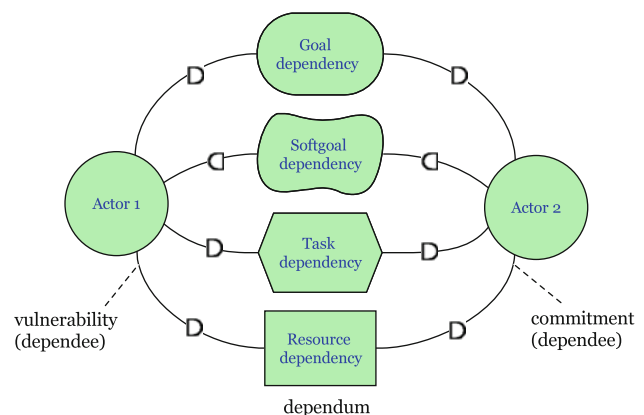 Goal
dependency
D
D
Softgoal
dependency
D
D
Actor 1
Actor 2
Task
dependency
D
D
vulnerability
(dependee)
commitment
(dependee)
D
D
Resource
dependency
dependum